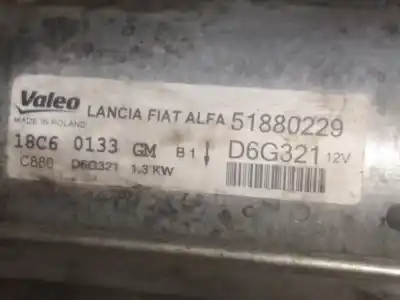 Valeo LANCIA FIAT ALFA 51880229
MADE IN POLAND
18C6 0133 GM B1 D6G321 12V
C880 D6G321 1.3 KW